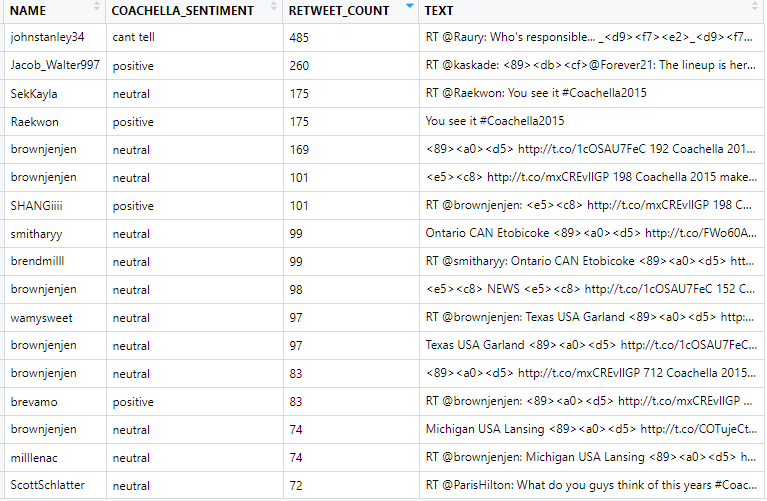 NAME COACHELLA_SENTIMENT RETWEET_COUNT TEXT
johnstanley34 cant tell 485 RT @Raury: Who's responsible... _<d9><f7><e2>_<d9><f7...
Jacob_Walter997 positive 260 RT @kaskade: <89><db><cf>@Forever21: The lineup is her...
SekKayla neutral 175 RT @Raekwon: You see it #Coachella2015
Raekwon positive 175 You see it #Coachella2015
brownjenjen neutral 169 <89><a0><d5> http://t.co/1cOSAU7FeC 192 Coachella 201...
brownjenjen neutral 101 <e5><c8> http://t.co/mxCREvIIGP 198 Coachella 2015 make...
SHANGiiii positive 101 RT @brownjenjen: <e5><c8> http://t.co/mxCREvIIGP 198 C...
smitharyy neutral 99 Ontario CAN Etobicoke <89><a0><d5> http://t.co/FWo60A...
brendmilll neutral 99 RT @smitharyy: Ontario CAN Etobicoke <89><a0><d5> htt...
brownjenjen neutral 98 <e5><c8> NEWS <e5><c8> http://t.co/1cOSAU7FeC 152 C...
wamysweet neutral 97 RT @brownjenjen: Texas USA Garland <89><a0><d5> http:...
brownjenjen neutral 97 Texas USA Garland <89><a0><d5> http://t.co/1cOSAU7FeC...
brownjenjen neutral 83 <89><a0><d5> http://t.co/mxCREvIIGP 712 Coachella 2015...
brevamo positive 83 RT @brownjenjen: <89><a0><d5> http://t.co/mxCREvIIGP ...
brownjenjen neutral 74 Michigan USA Lansing <89><a0><d5> http://t.co/COTujeCt...
milllenac neutral 74 RT @brownjenjen: Michigan USA Lansing <89><a0><d5> h...
ScottSchlatter neutral 72 RT @ParisHilton: What do you guys think of this years #Coac...